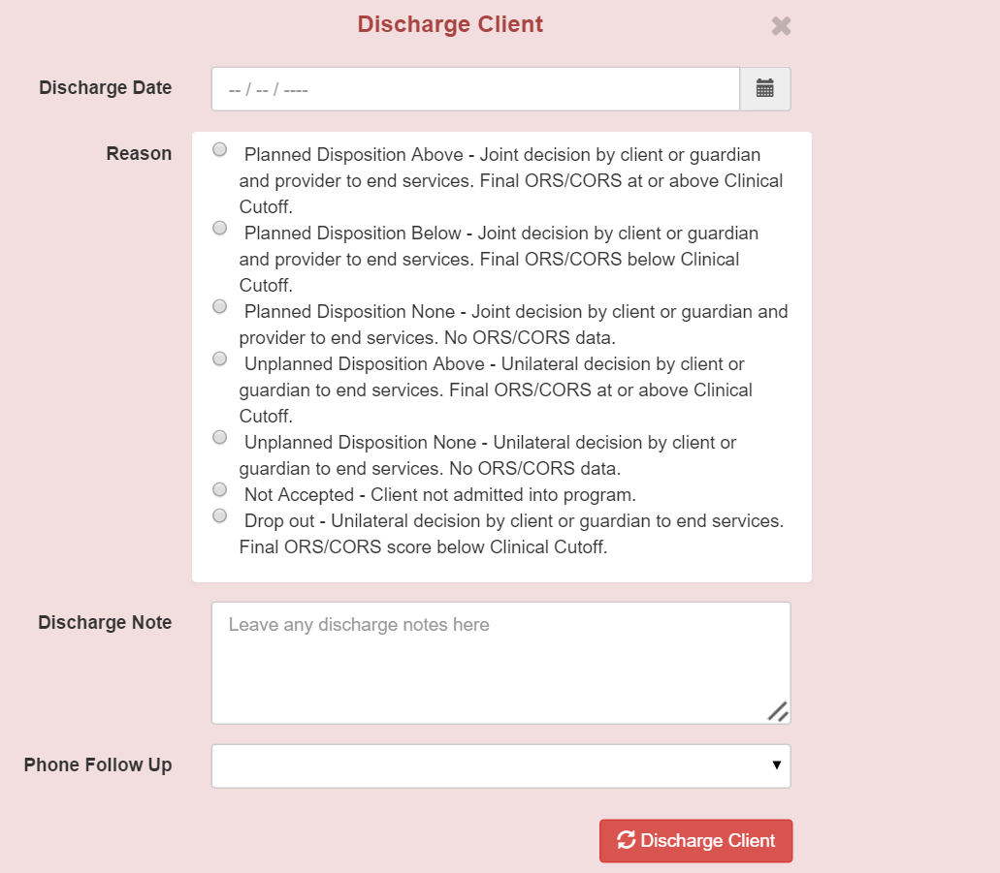 Discharge Client
Discharge Date
-- / -- / ----
Reason
Planned Disposition Above - Joint decision by client or guardian
and provider to end services. Final ORS/CORS at or above Clinical
Cutoff.
Planned Disposition Below - Joint decision by client or guardian
and provider to end services. Final ORS/CORS below Clinical
Cutoff.
Planned Disposition None - Joint decision by client or guardian and
provider to end services. No ORS/CORS data.
Unplanned Disposition Above - Unilateral decision by client or
guardian to end services. Final ORS/CORS at or above Clinical
Cutoff.
Unplanned Disposition None - Unilateral decision by client or
guardian to end services. No ORS/CORS data.
Not Accepted - Client not admitted into program.
Drop out - Unilateral decision by client or guardian to end services.
Final ORS/CORS score below Clinical Cutoff.
Discharge Note
Leave any discharge notes here
Phone Follow Up
Discharge Client